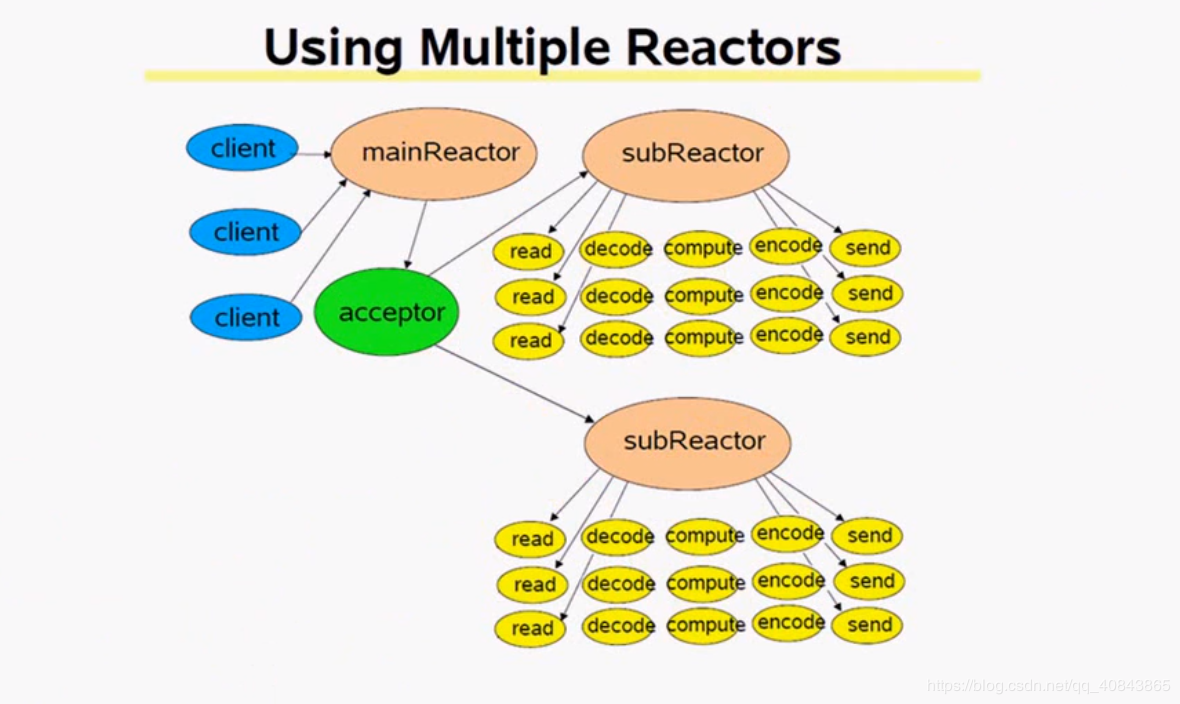 Using Multiple Reactors
client
mainReactor
subReactor
client
client
acceptor
read decode compute encode send
read decode compute encode send
read decode compute encode send
subReactor
read decode compute encode send
read decode compute encode send
read decode compute encode send
https://blog.csdn.net/qq_40843865